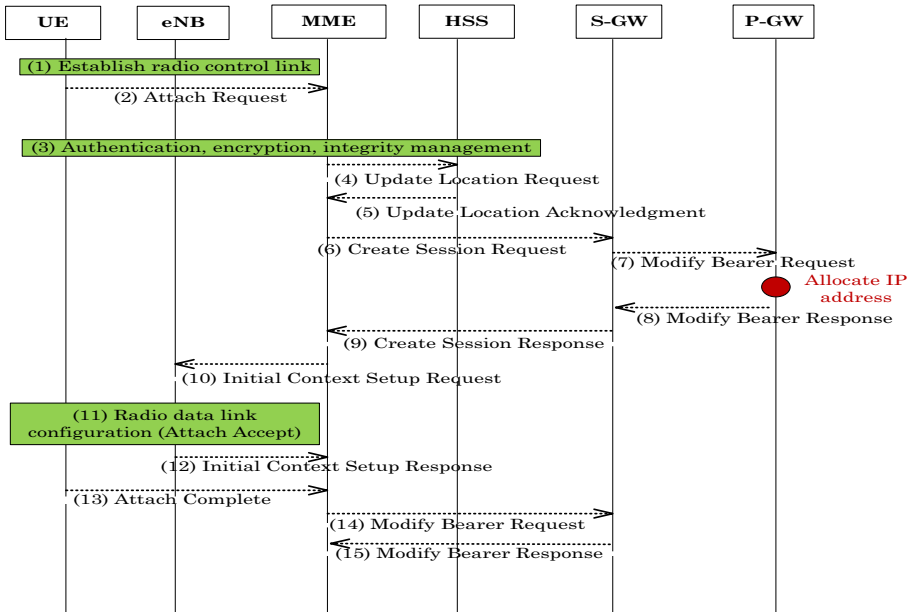 UE eNB MME HSS S-GW P-GW
(1) Establish radio control link
(2) Attach Request
(3) Authentication, encryption, integrity management
(4) Update Location Request
(5) Update Location Acknowledgment
(6) Create Session Request
(7) Modify Bearer Request
Allocate IP
address
(8) Modify Bearer Response
(9) Create Session Response
(10) Initial Context Setup Request
(11) Radio data link
configuration (Attach Accept)
(12) Initial Context Setup Response
(13) Attach Complete
(14) Modify Bearer Request
(15) Modify Bearer Response